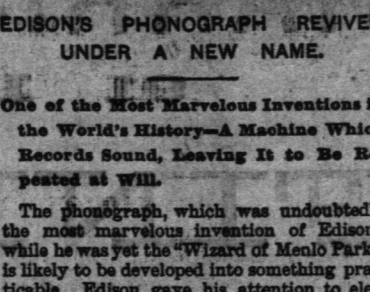 EDISON'S PHONOGRAPH REVIVE
UNDER A NEW NAME.
One of the Most Marvelous Inventions i
the World's History—A Machine Whic
Records Sound, Leaving It to Be R
peated at Will.
The phonograph, which was undoubted
the most marvelous invention of Edison
while he was yet the "Wizard of Menlo Park
is likely to be developed into something pra
ticable. Edison gave his attention to ele